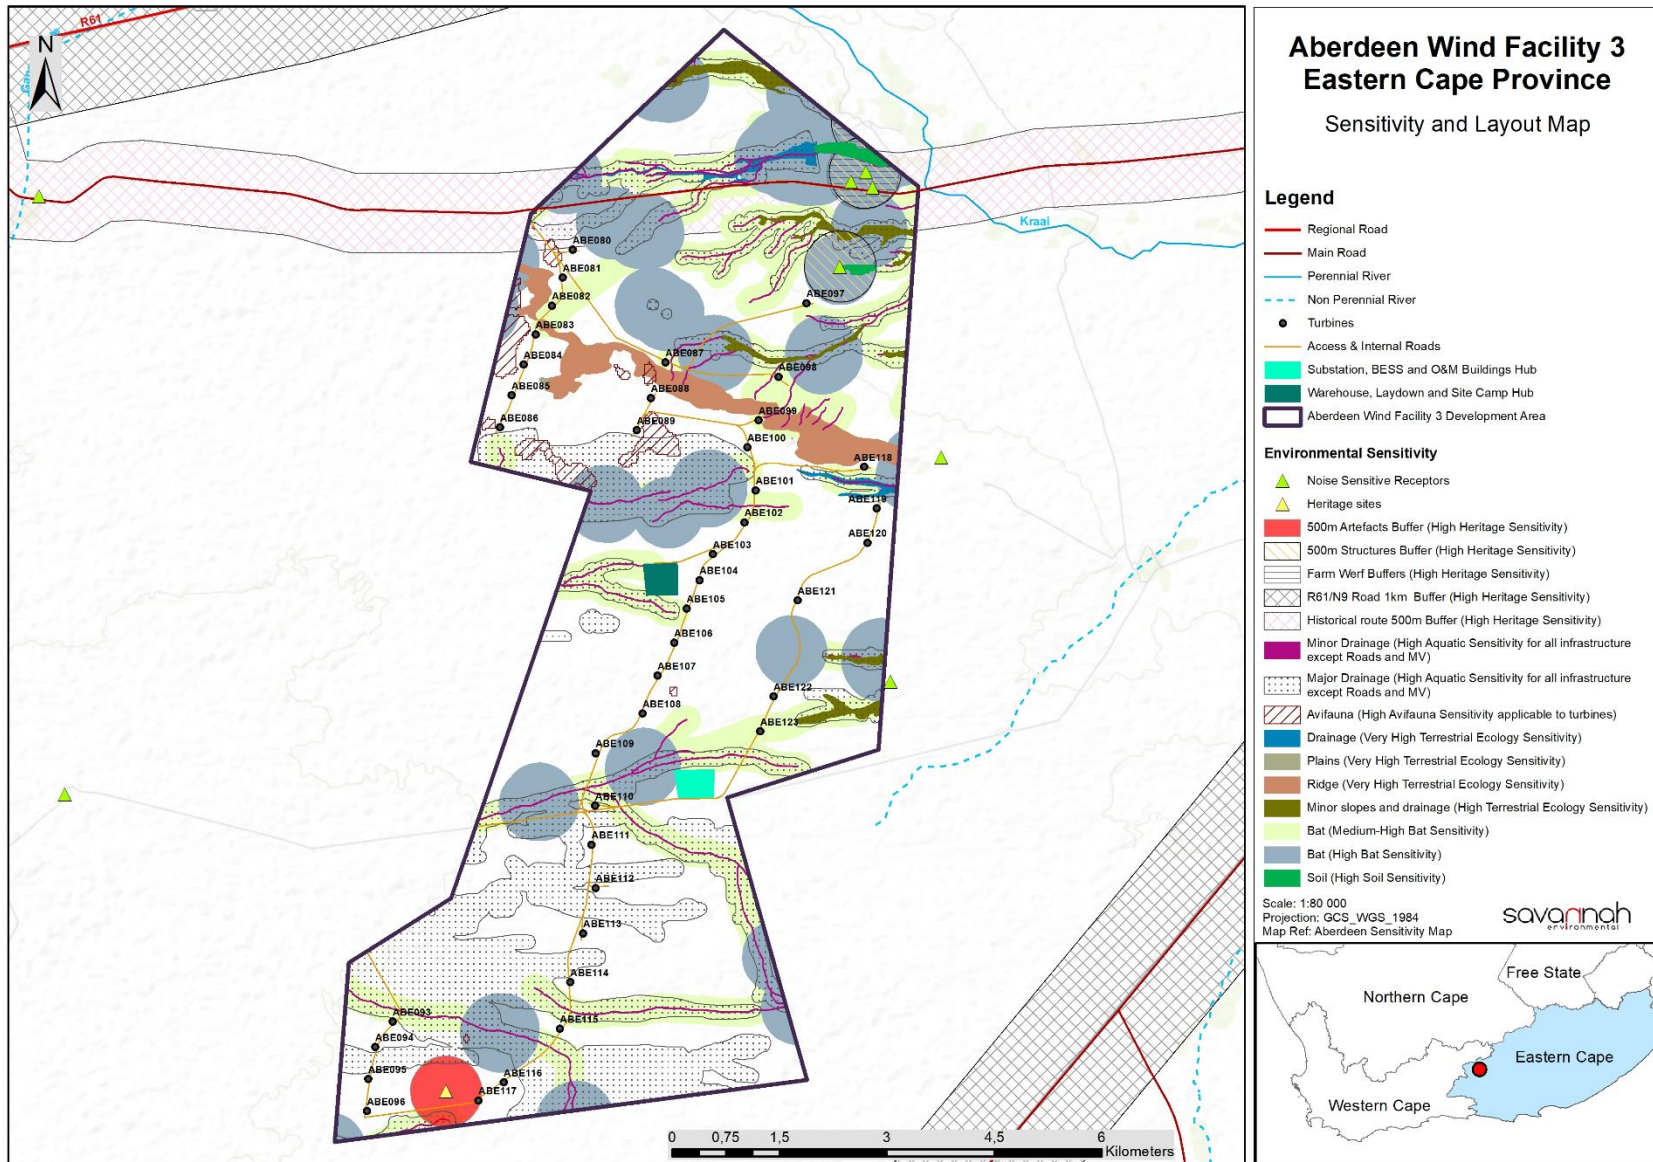 R61
N
Gan
Kraai
ABE080
ABE081
ABE082
ABE083
ABE084
ABE085
ABE086
ABE087
ABE088
ABE089
ABE097
ABE098
ABE099
ABE100
ABE118
ABE101
ABE119
ABE102
ABE120
ABE103
ABE104
ABE121
ABE105
ABE106
ABE107
ABE122
ABE108
ABE123
ABE109
ABE110
ABE111
ABE112
ABE113
ABE114
ABE093
ABE115
ABE094
ABE095
ABE116
ABE096
ABE117
0 0,75 1,5 3 4,5 6
Kilometers
Aberdeen Wind Facility 3
Eastern Cape Province
Sensitivity and Layout Map
Legend
Regional Road
Main Road
Perennial River
Non Perennial River
Turbines
Access & Internal Roads
Substation, BESS and O&M Buildings Hub
Warehouse, Laydown and Site Camp Hub
Aberdeen Wind Facility 3 Development Area
Environmental Sensitivity
Noise Sensitive Receptors
Heritage sites
500m Artefacts Buffer (High Heritage Sensitivity)
500m Structures Buffer (High Heritage Sensitivity)
Farm Werf Buffers (High Heritage Sensitivity)
R61/N9 Road 1km Buffer (High Heritage Sensitivity)
Historical route 500m Buffer (High Heritage Sensitivity)
Minor Drainage (High Aquatic Sensitivity for all infrastructure
except Roads and MV)
Major Drainage (High Aquatic Sensitivity for all infrastructure
except Roads and MV)
Avifauna (High Avifauna Sensitivity applicable to turbines)
Drainage (Very High Terrestrial Ecology Sensitivity)
Plains (Very High Terrestrial Ecology Sensitivity)
Ridge (Very High Terrestrial Ecology Sensitivity)
Minor slopes and drainage (High Terrestrial Ecology Sensitivity)
Bat (Medium-High Bat Sensitivity)
Bat (High Bat Sensitivity)
Soil (High Soil Sensitivity)
Scale: 1:80 000
Projection: GCS_WGS_1984
Map Ref: Aberdeen Sensitivity Map
savannah
environmental
Free State
Northern Cape
Eastern Cape
Western Cape